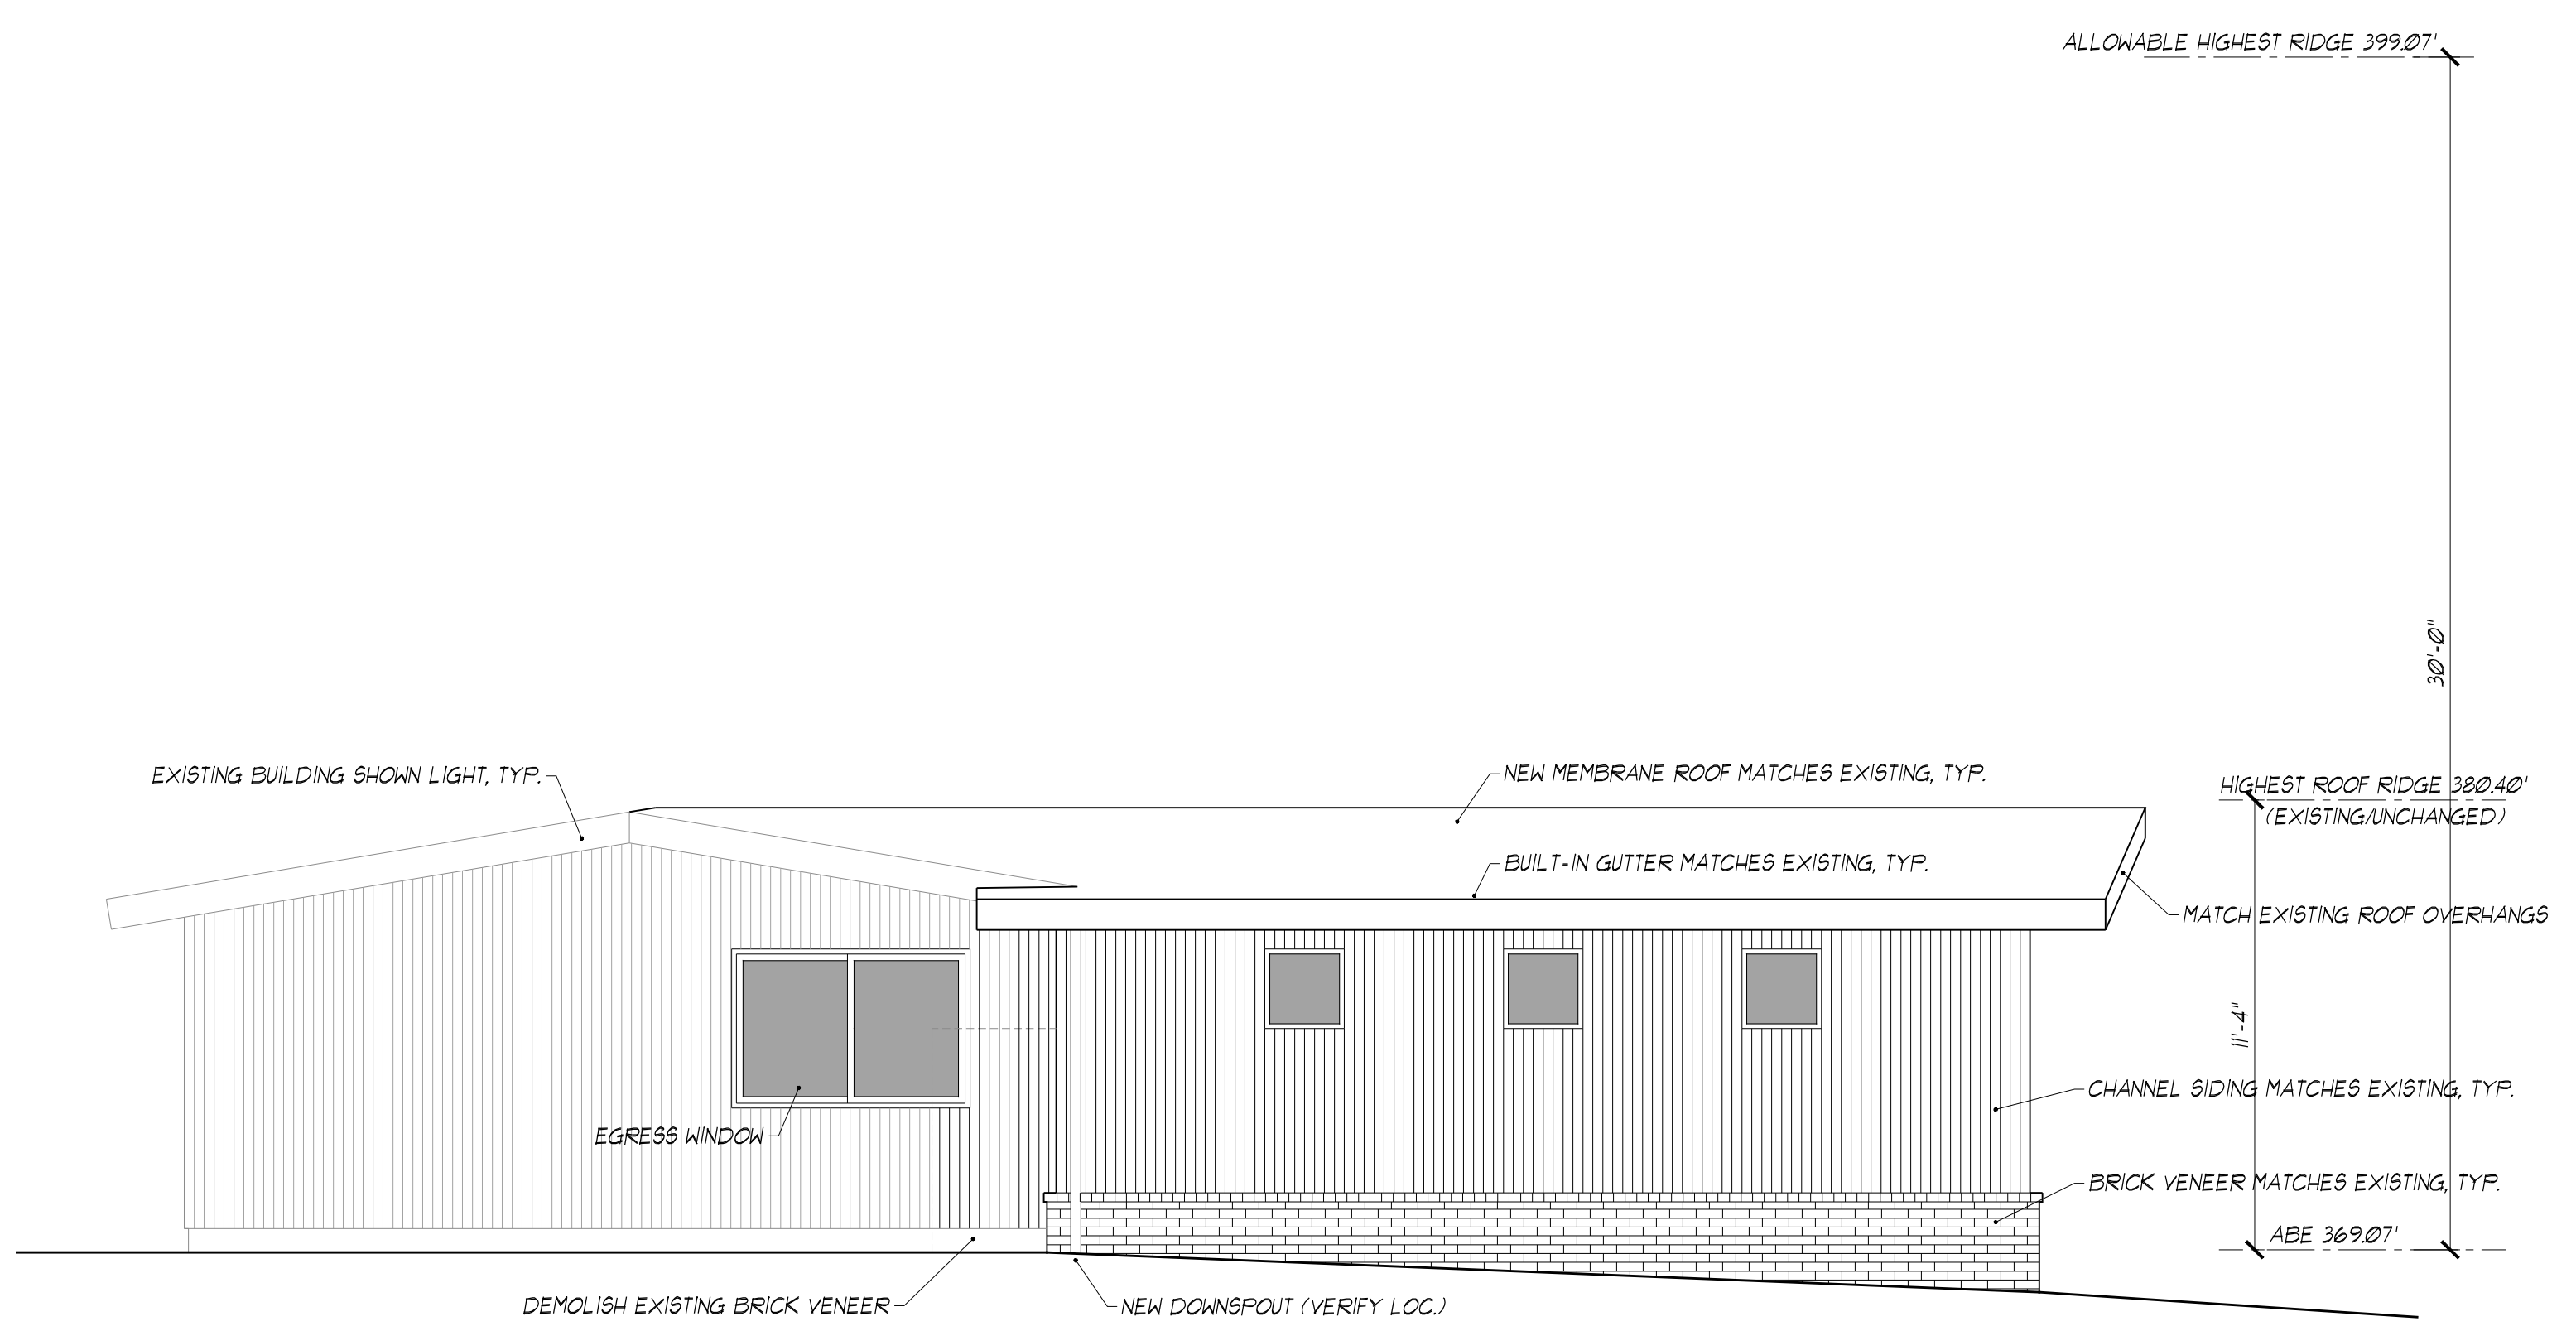 ALLOWABLE HIGHEST RIDGE 399.07'
30'-0"
EXISTING BUILDING SHOWN LIGHT, TYP.
NEW MEMBRANE ROOF MATCHES EXISTING, TYP.
HIGHEST ROOF RIDGE 380.40'
(EXISTING/UNCHANGED)
BUILT-IN GUTTER MATCHES EXISTING, TYP.
MATCH EXISTING ROOF OVERHANGS
11'-4"
CHANNEL SIDING MATCHES EXISTING, TYP.
EGRESS WINDOW
BRICK VENEER MATCHES EXISTING, TYP.
ABE 369.07'
DEMOLISH EXISTING BRICK VENEER
NEW DOWNSPOUT (VERIFY LOC.)